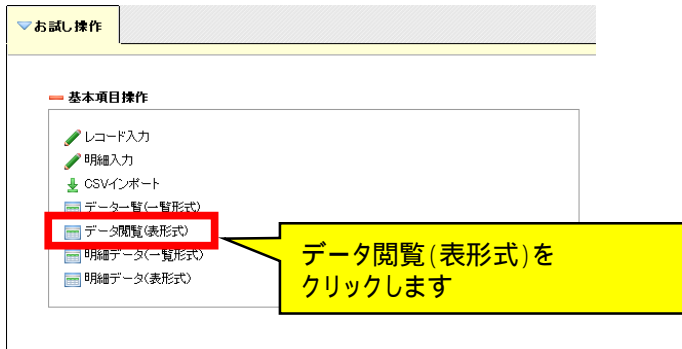 お試し操作
基本項目操作
レコード入力
明細入力
CSVインポート
データ一覧(一覧形式)
データ閲覧(表形式)
明細データ(一覧形式)
明細データ(表形式)
データ閲覧(表形式)を
クリックします